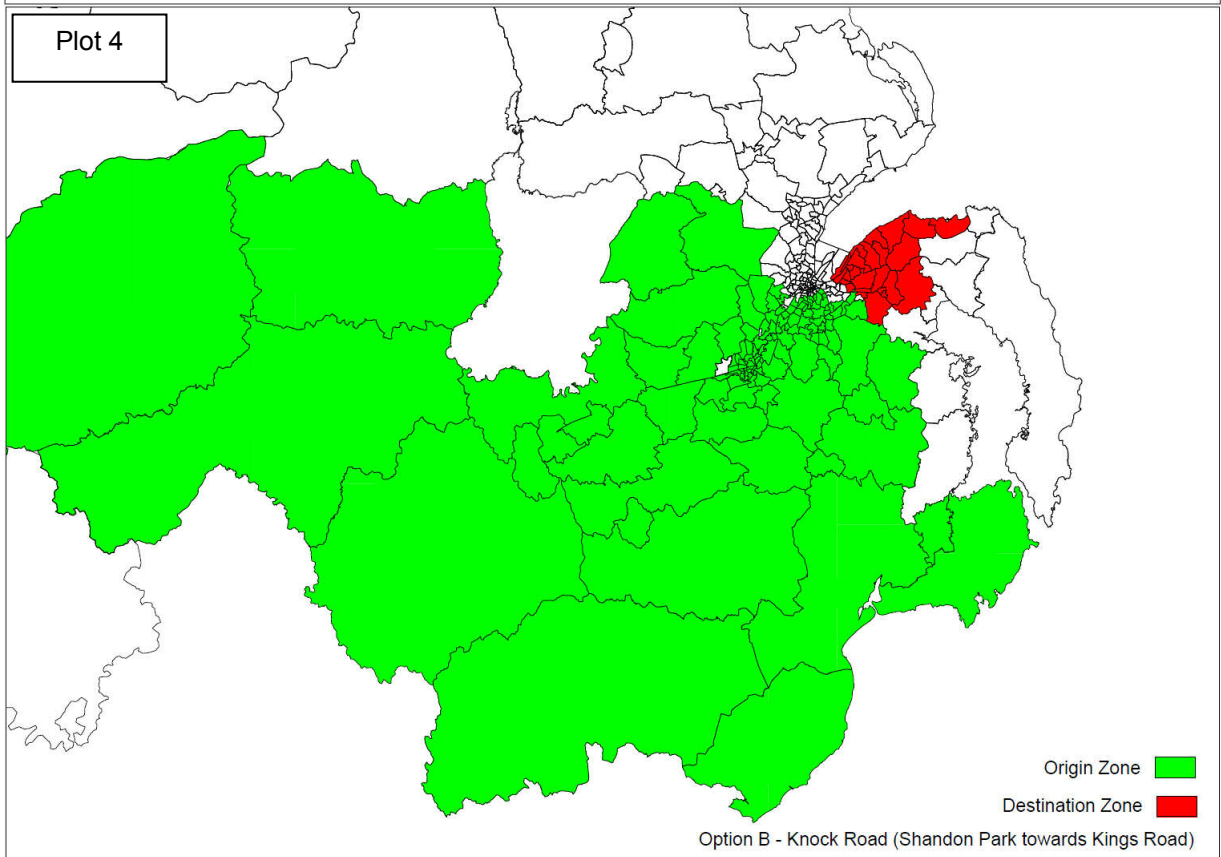 Plot 4
Origin Zone
Destination Zone
Option B - Knock Road (Shandon Park towards Kings Road)